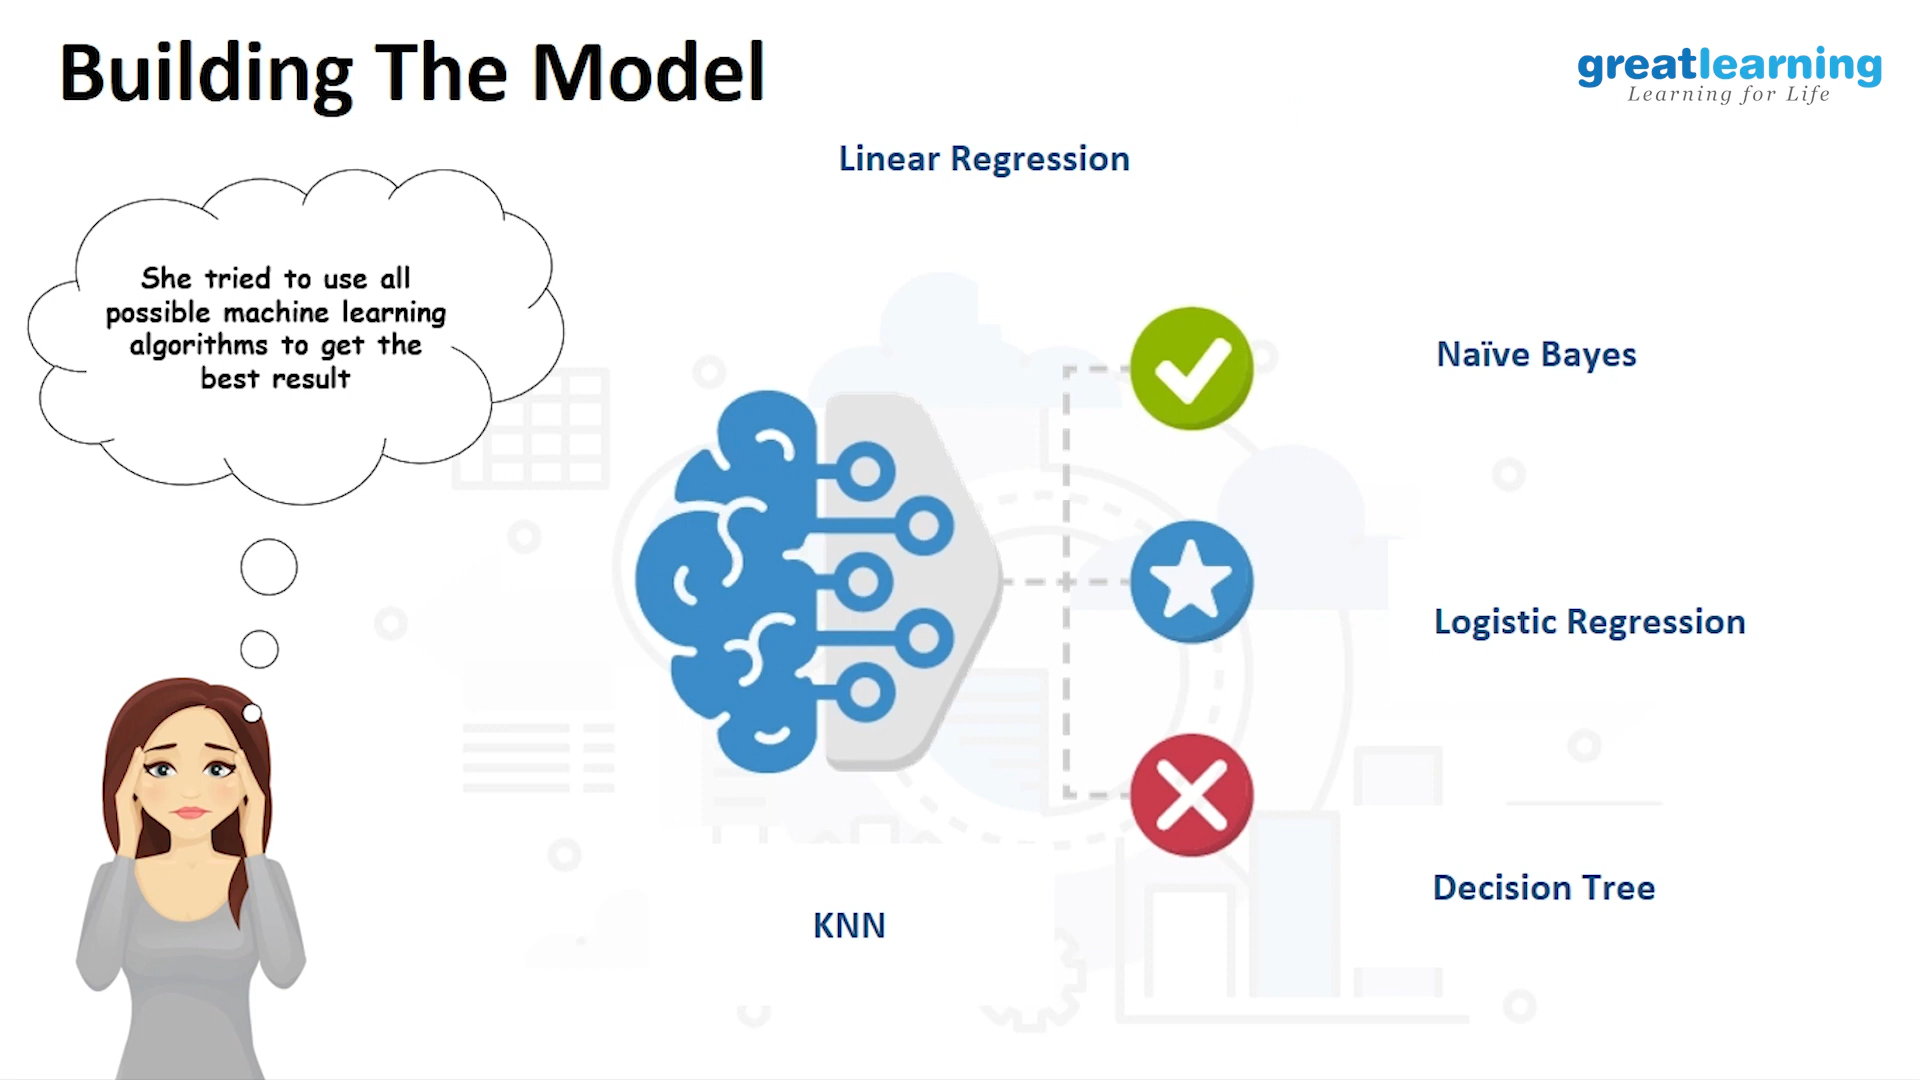 Building The Model
greatlearning
Learning for Life
Linear Regression
She tried to use all
possible machine learning
algorithms to get the
best result
Naïve Bayes
Logistic Regression
Decision Tree
KNN